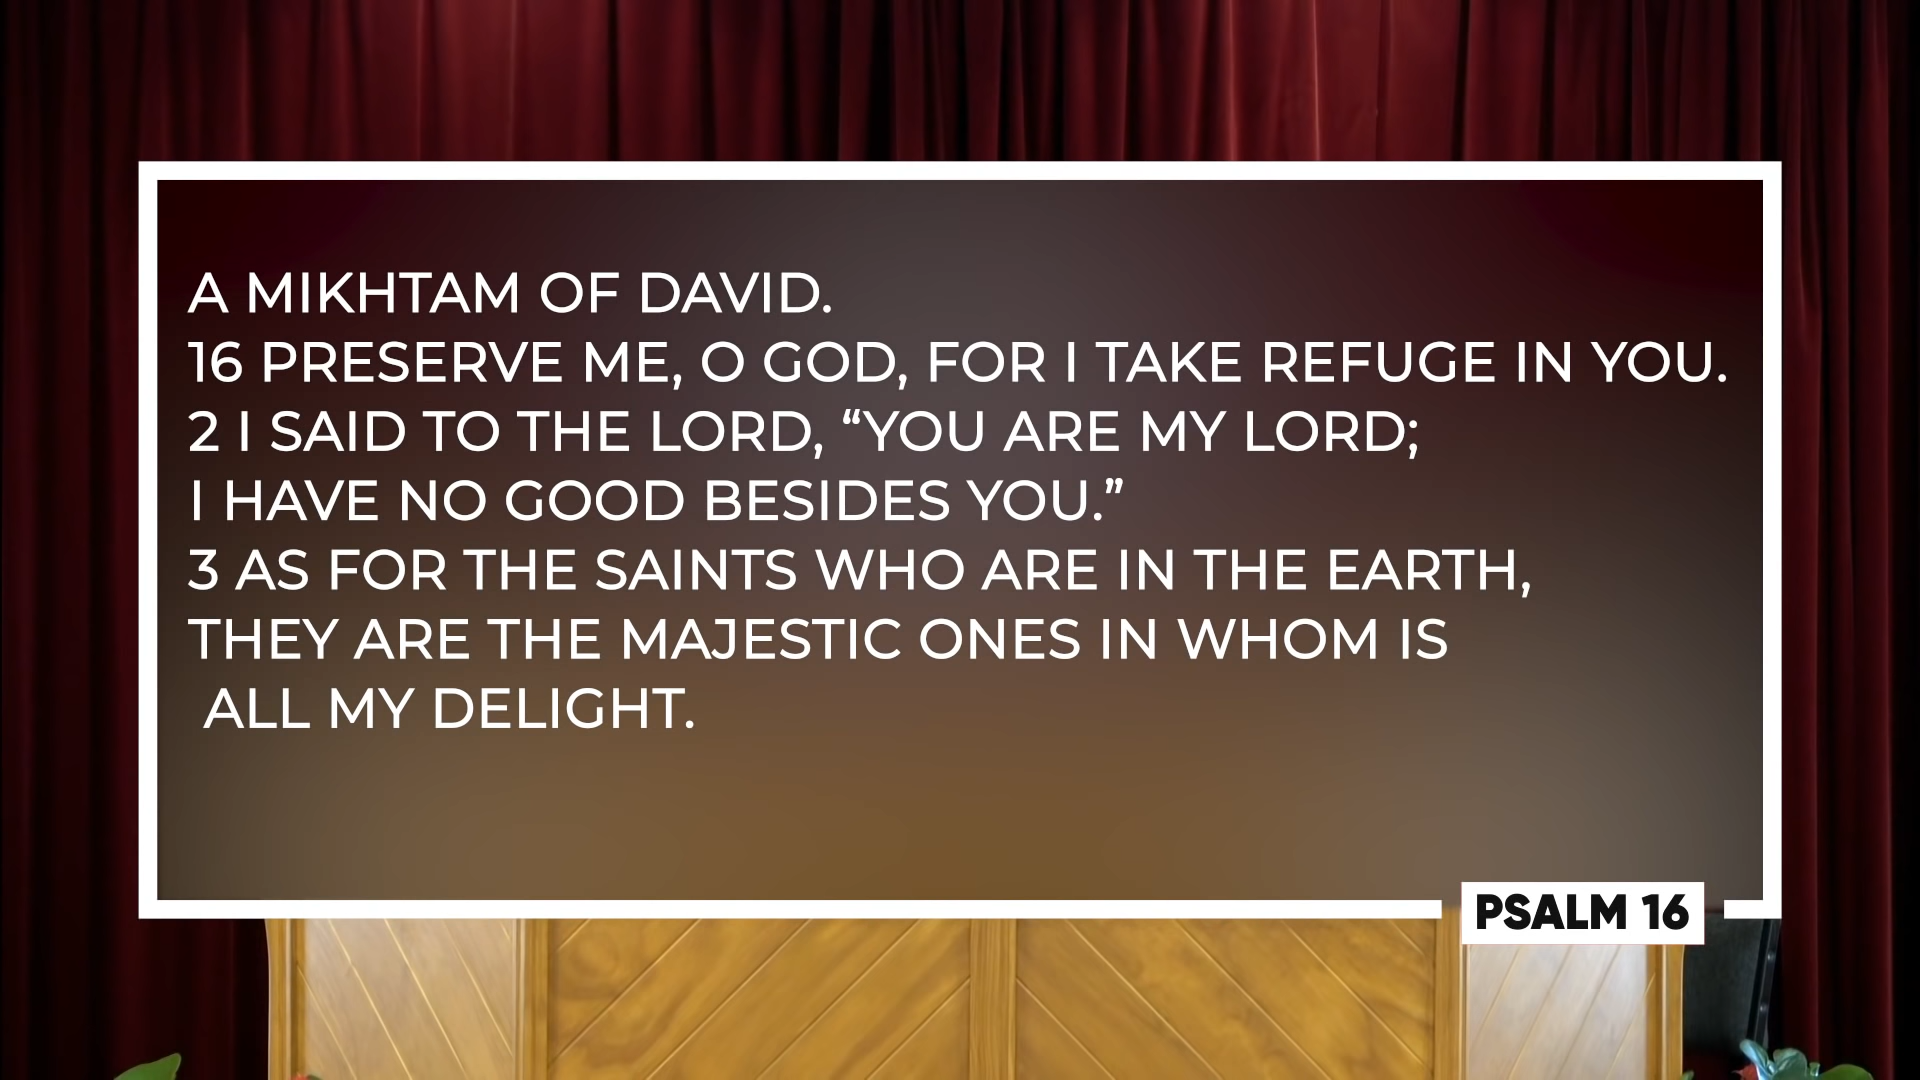 A MIKHTAM OF DAVID.
16 PRESERVE ME, O GOD, FOR I TAKE REFUGE IN YOU.
2 I SAID TO THE LORD, “YOU ARE MY LORD;
I HAVE NO GOOD BESIDES YOU.”
3 AS FOR THE SAINTS WHO ARE IN THE EARTH,
THEY ARE THE MAJESTIC ONES IN WHOM IS
ALL MY DELIGHT.
PSALM 16